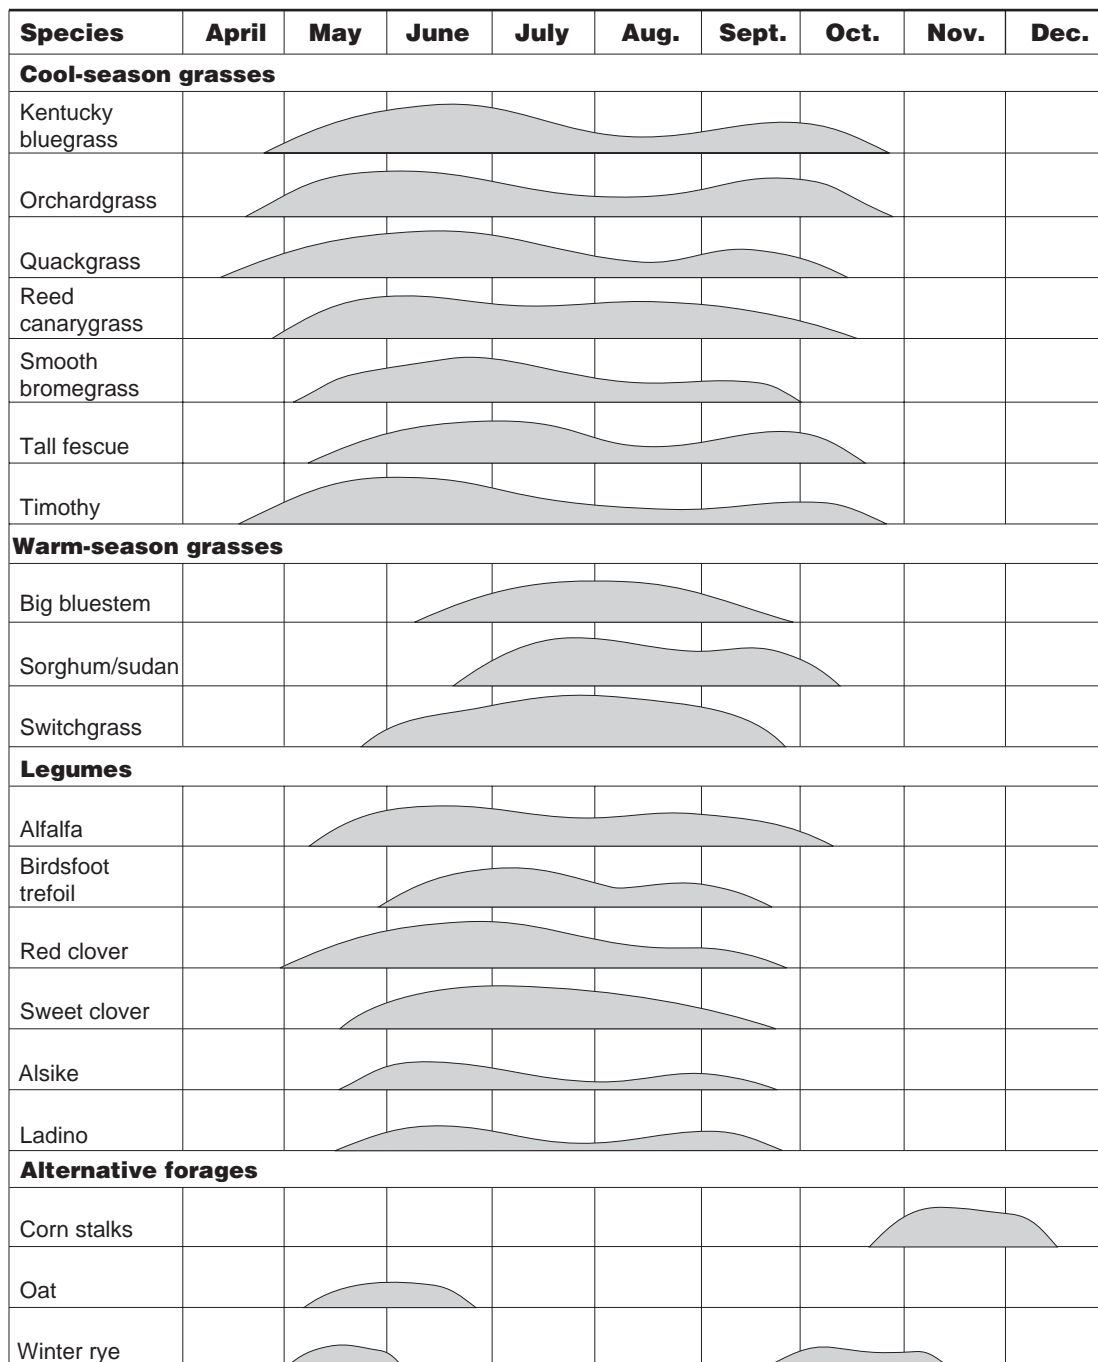 Species April May June July Aug. Sept. Oct. Nov. Dec.
Cool-season grasses
Kentucky
bluegrass
Orchardgrass
Quackgrass
Reed
canarygrass
Smooth
bromegrass
Tall fescue
Timothy
Warm-season grasses
Big bluestem
Sorghum/sudan
Switchgrass
Legumes
Alfalfa
Birdsfoot
trefoil
Red clover
Sweet clover
Alsike
Ladino
Alternative forages
Corn stalks
Oat
Winter rye